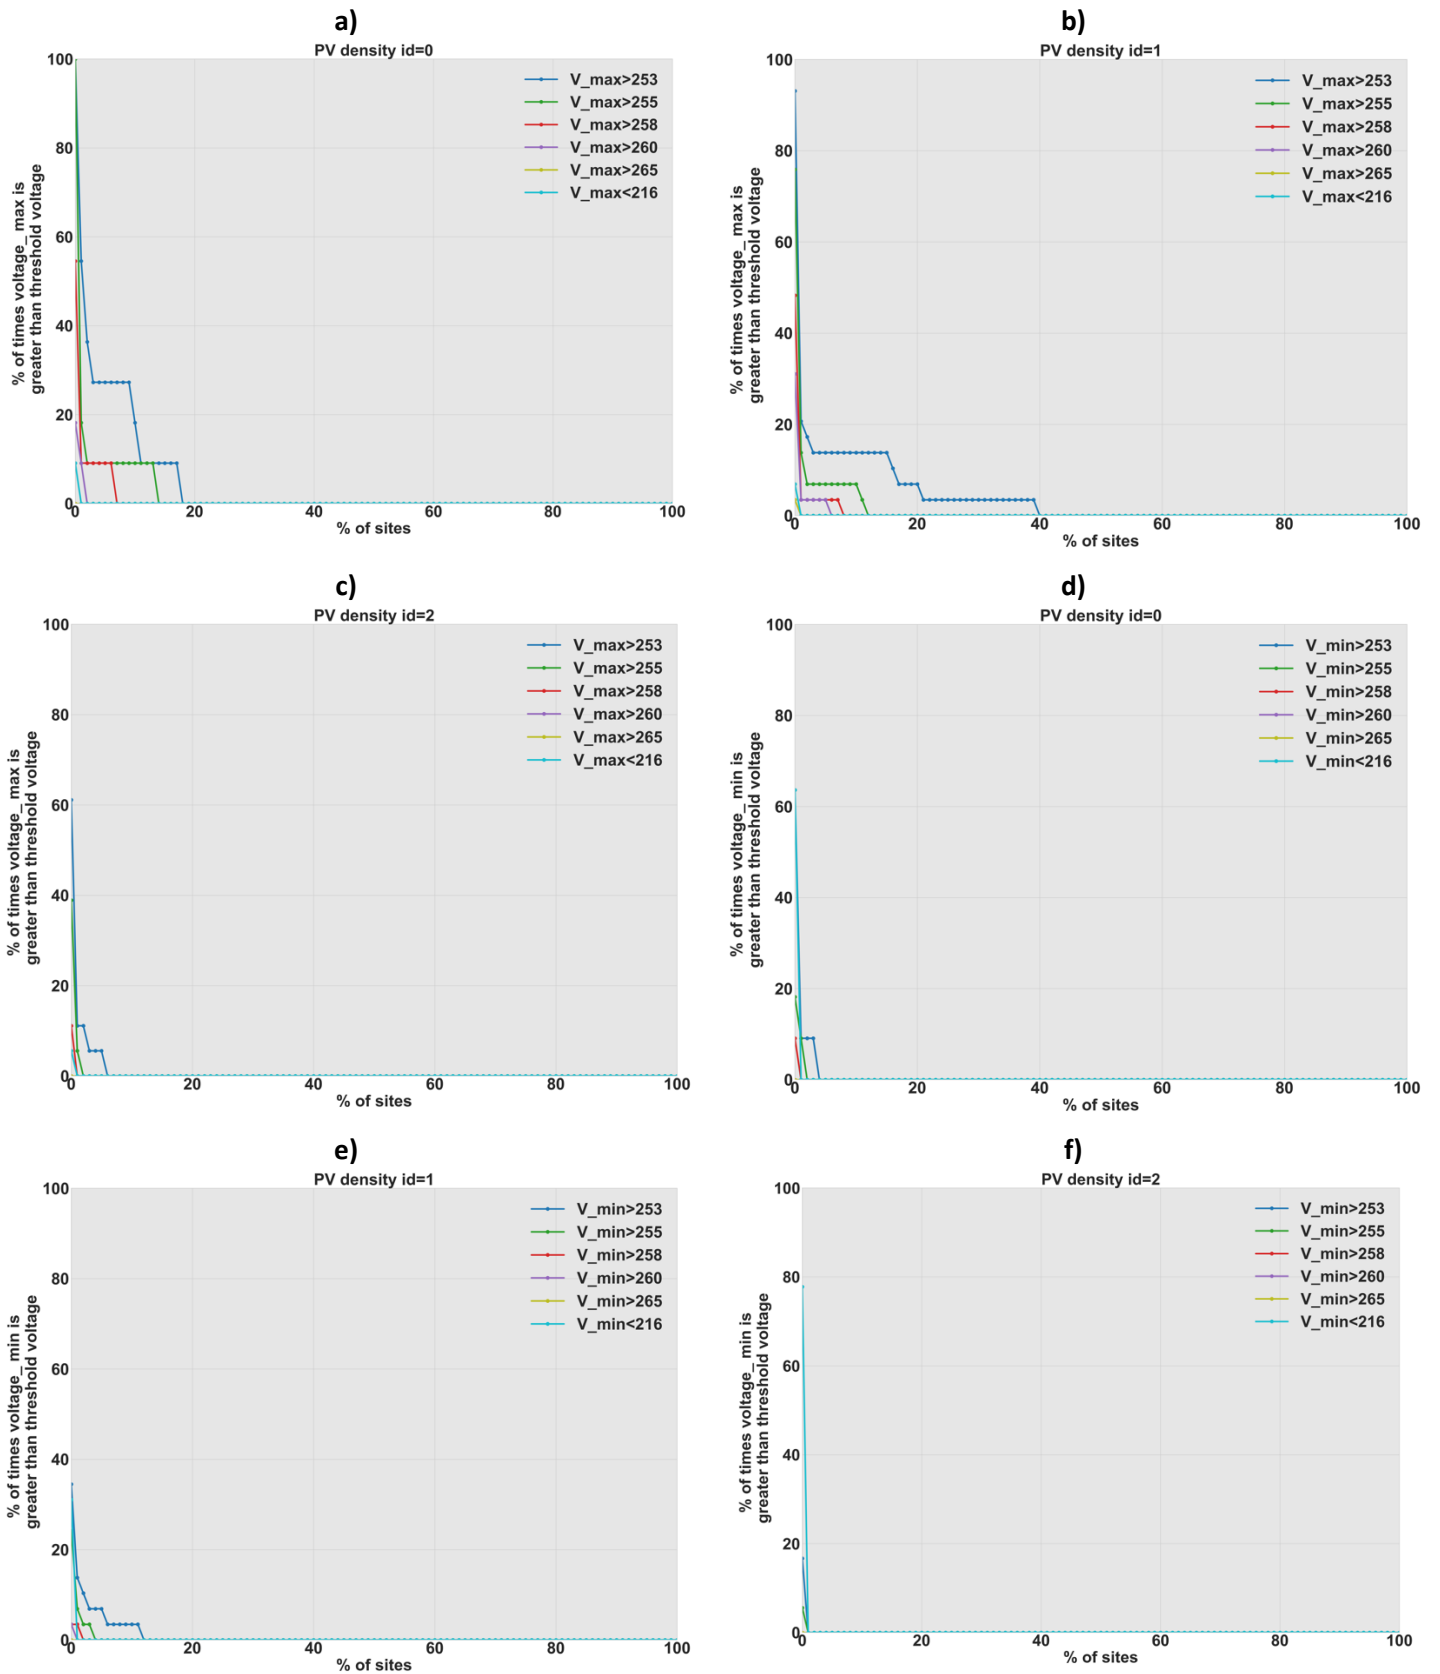 a)
PV density id=0
% of times voltage_ max is
greater than threshold voltage
100
80
60
40
20
0
V_max>253
V_max>255
V_max>258
V_max>260
V_max>265
V_max<216
0
20
40
60
80
100
% of sites
b)
PV density id=1
% of times voltage_max is
greater than threshold voltage
100
80
60
40
20
0
V_max>253
V_max>255
V_max>258
V_max>260
V_max>265
V_max<216
0
20
40
60
80
100
% of sites
c)
PV density id=2
% of times voltage_ max is
greater than threshold voltage
100
80
60
40
20
0
V_max>253
V_max>255
V_max>258
V_max>260
V_max>265
V_max<216
0
20
40
60
80
100
% of sites
d)
PV density id=0
% of times voltage_ min is
greater than threshold voltage
100
80
60
40
20
0
V_min>253
V_min>255
V_min>258
V_min>260
V_min>265
V_min<216
0
20
40
60
80
100
% of sites
e)
PV density id=1
% of times voltage_ min is
greater than threshold voltage
100
80
60
40
20
0
V_min>253
V_min>255
V_min>258
V_min>260
V_min>265
V_min<216
0
20
40
60
80
100
% of sites
f)
PV density id=2
% of times voltage_ min is
greater than threshold voltage
100
80
60
40
20
0
V_min>253
V_min>255
V_min>258
V_min>260
V_min>265
V_min<216
0
20
40
60
80
100
% of sites